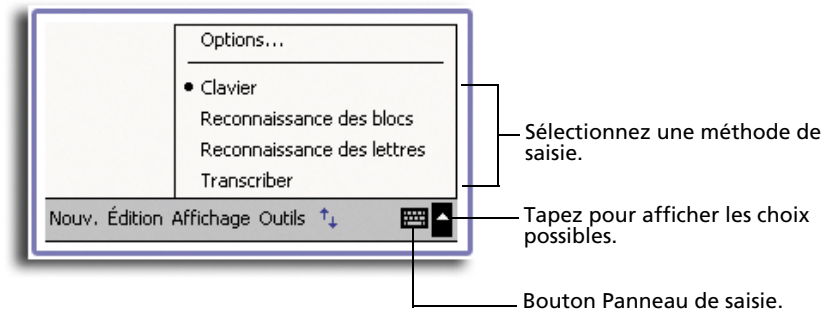 Options...
• Clavier
Reconnaissance des blocs
Reconnaissance des lettres
Transcriber
Nouv. Édition Affichage Outils
Sélectionnez une méthode de
saisie.
Tapez pour afficher les choix
possibles.
Bouton Panneau de saisie.